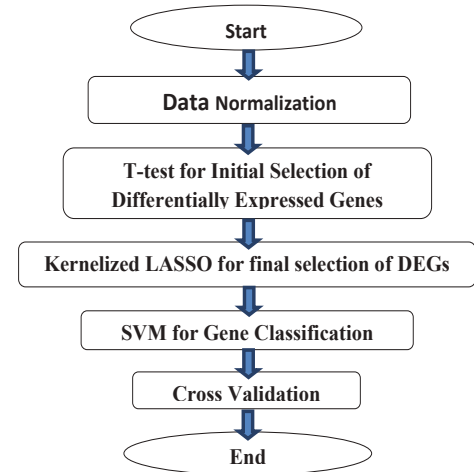 Start
Data Normalization
T-test for Initial Selection of
Differentially Expressed Genes
Kernelized LASSO for final selection of DEGs
SVM for Gene Classification
Cross Validation
End